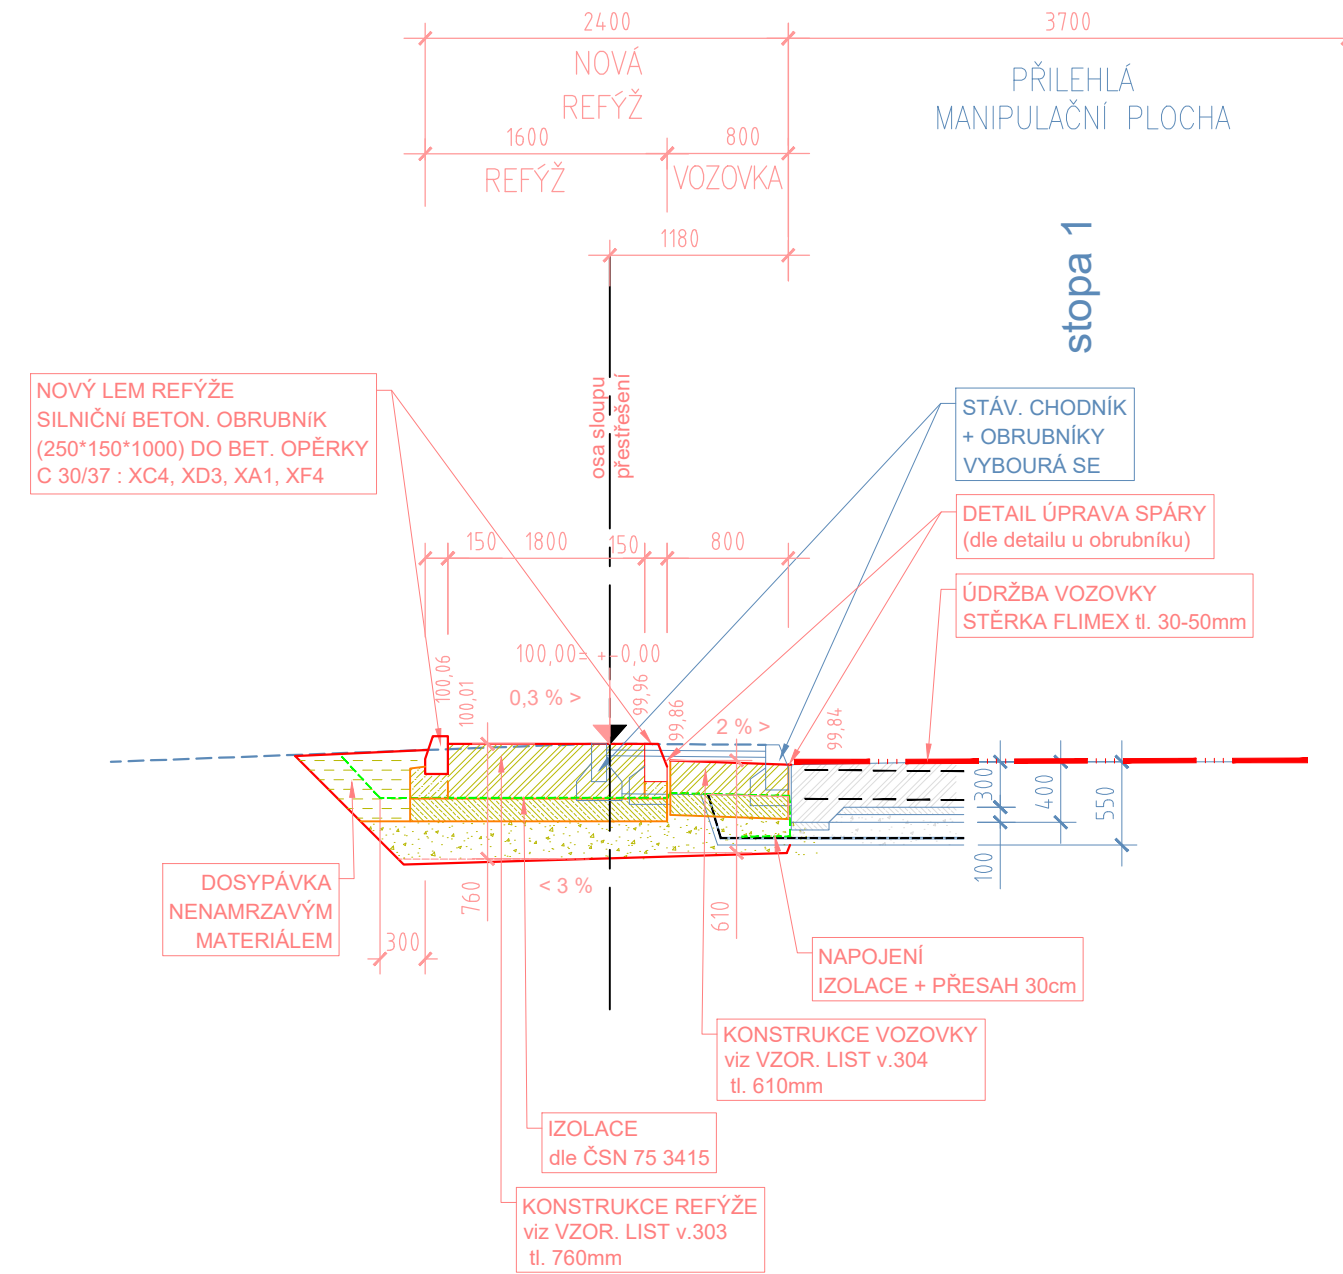 2400
3700
NOVÁ
REFÝŽ
PŘILEHLÁ
MANIPULAČNÍ PLOCHA
1600
800
REFÝŽ
VOZOVKA
1180
stopa 1
osa sloupu
přestřešení
NOVÝ LEM REFÝŽE
SILNIČNí BETON. OBRUBNíK
(250*150*1000) DO BET. OPĚRKY
C 30/37 : XC4, XD3, XA1, XF4
STÁV. CHODNÍK
+ OBRUBNÍKY
VYBOURÁ SE
DETAIL ÚPRAVA SPÁRY
(dle detailu u obrubníku)
ÚDRŽBA VOZOVKY
STĚRKA FLIMEX tl. 30-50mm
150
1800
150
800
100,00= +-0,00
100,06
100,01
0,3 % >
99,96
99,86
2 % >
99,84
300
400
550
100
760
< 3 %
610
300
DOSYPÁVKA
NENAMRZAVÝM
MATERIÁLEM
NAPOJENÍ
IZOLACE + PŘESAH 30cm
KONSTRUKCE VOZOVKY
viz VZOR. LIST v.304
tl. 610mm
IZOLACE
dle ČSN 75 3415
KONSTRUKCE REFÝŽE
viz VZOR. LIST v.303
tl. 760mm